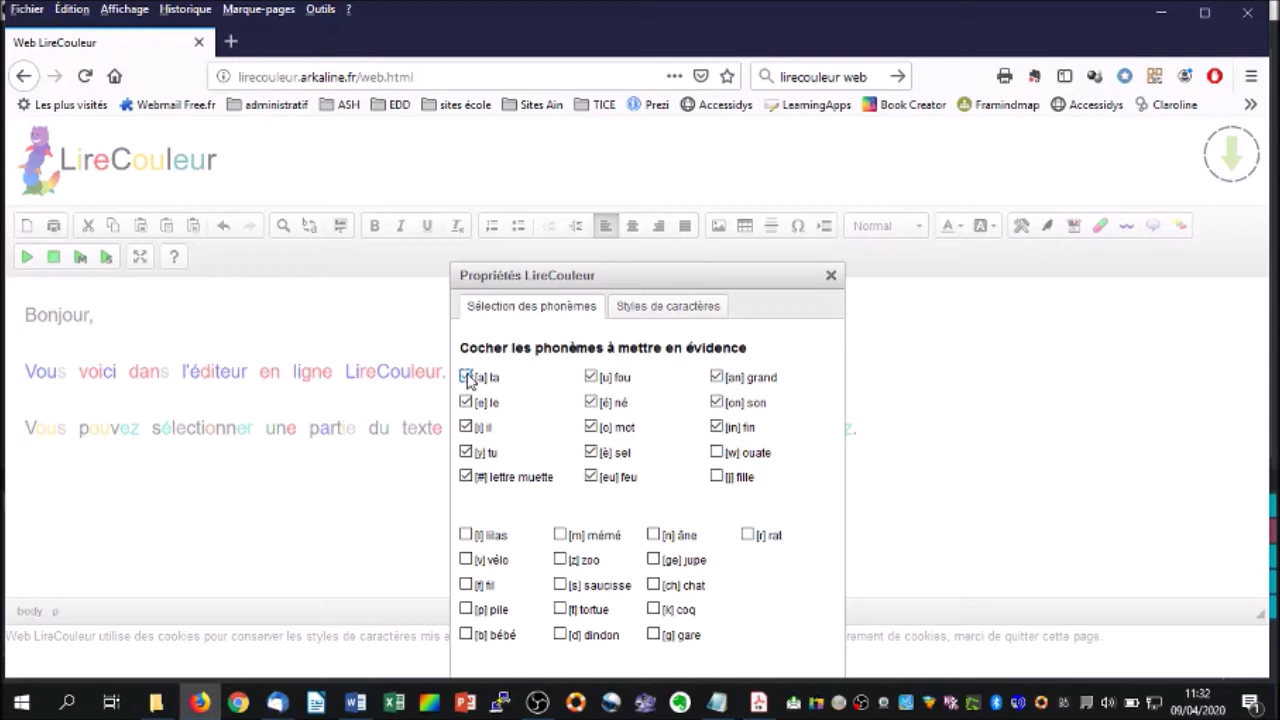 Fichier Édition Affichage Historique Marque-pages Outils ?
Web LireCouleur
lirecouleur.arkaline.fr/web.html
lirecouleur web
Les plus visités Webmail Free.fr administratif ASH EDD sites école Sites Ain TICE Prezi Accessidys LearningApps Book Creator Framindmap Accessidys Claroline
LireCouleur
B I U Normal A A
M S ?
Propriétés LireCouleur
Sélection des phonèmes Styles de caractères
Bonjour,
Cocher les phonèmes à mettre en évidence
Vous voici dans l'éditeur en ligne LireCouleur.
[a] ta [u] fou [an] grand
[e] le [é] né [on] son
Vous pouvez sélectionner une partie du texte
z.
[i] il [o] mot [in] fin
[y] tu [è] sel [w] ouate
[#] lettre muette [eu] feu [j] fille
[l] lilas [m] mémé [n] âne [r] rat
[v] vélo [z] zoo [ge] jupe
[f] fil [s] saucisse [ch] chat
[p] pile [t] tortue [k] coq
[b] bébé [d] dindon [g] gare
body p
Web LireCouleur utilise des cookies pour conserver les styles de caractères mis e
rement de cookies, merci de quitter cette page.
11:32
09/04/2020